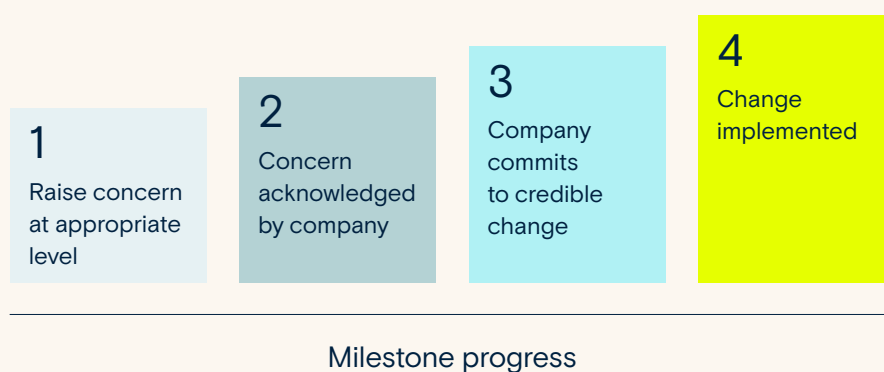 1
Raise concern
at appropriate
level
2
Concern
acknowledged
by company
3
Company
commits
to credible
change
4
Change
implemented
Milestone progress